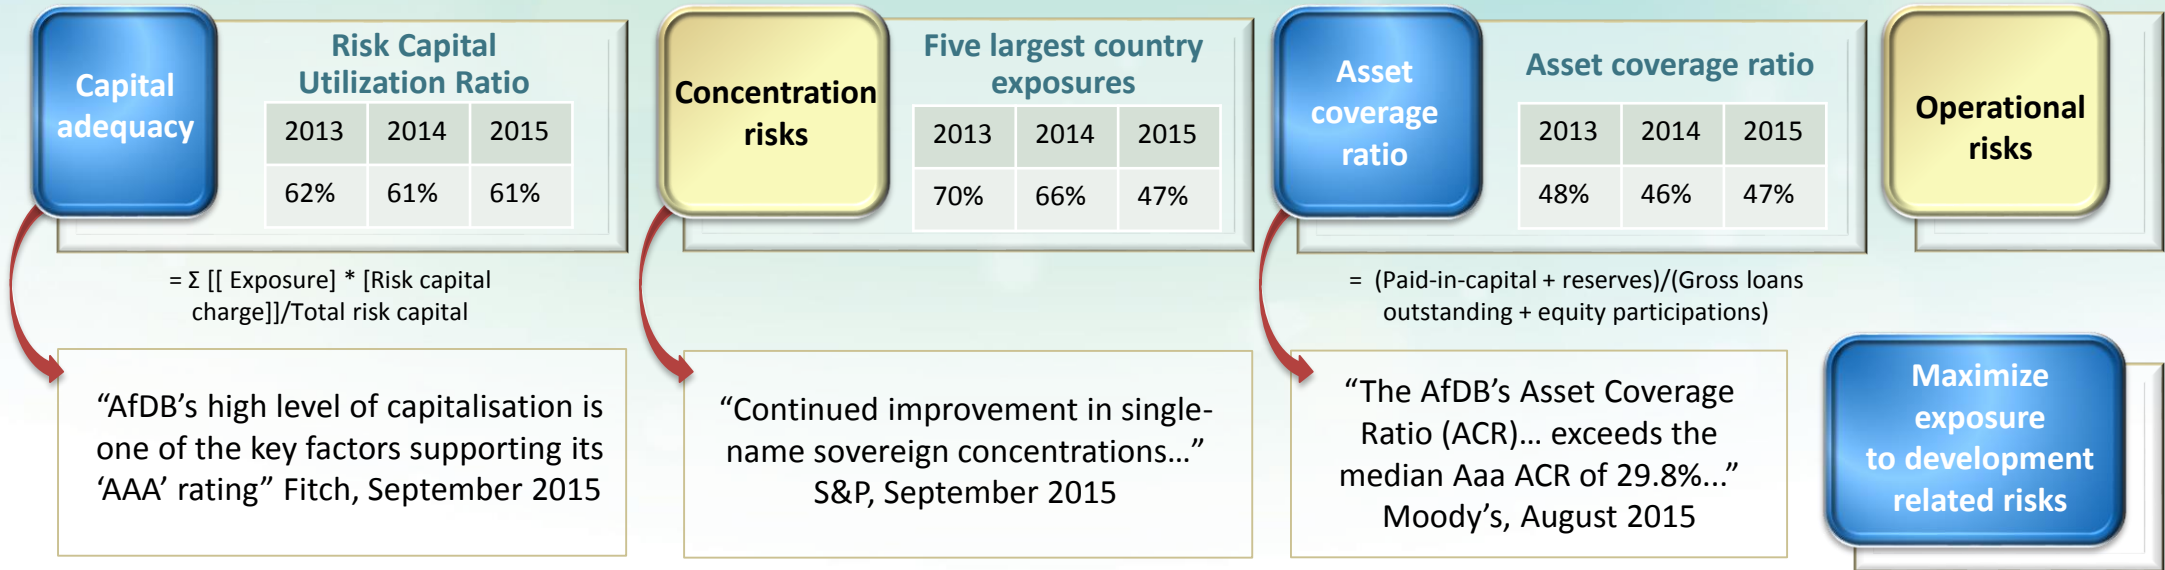 Capital
adequacy
Risk Capital
Utilization Ratio
2013 2014 2015
62% 61% 61%
= Σ [[ Exposure] * [Risk capital
charge]]/Total risk capital
“AfDB’s high level of capitalisation is
one of the key factors supporting its
‘AAA’ rating” Fitch, September 2015
Concentration
risks
Five largest country
exposures
2013 2014 2015
70% 66% 47%
“Continued improvement in single-
name sovereign concentrations…”
S&P, September 2015
Asset
coverage
ratio
Asset coverage ratio
2013 2014 2015
48% 46% 47%
= (Paid-in-capital + reserves)/(Gross loans
outstanding + equity participations)
“The AfDB’s Asset Coverage
Ratio (ACR)… exceeds the
median Aaa ACR of 29.8%...”
Moody’s, August 2015
Operational
risks
Maximize
exposure
to development
related risks